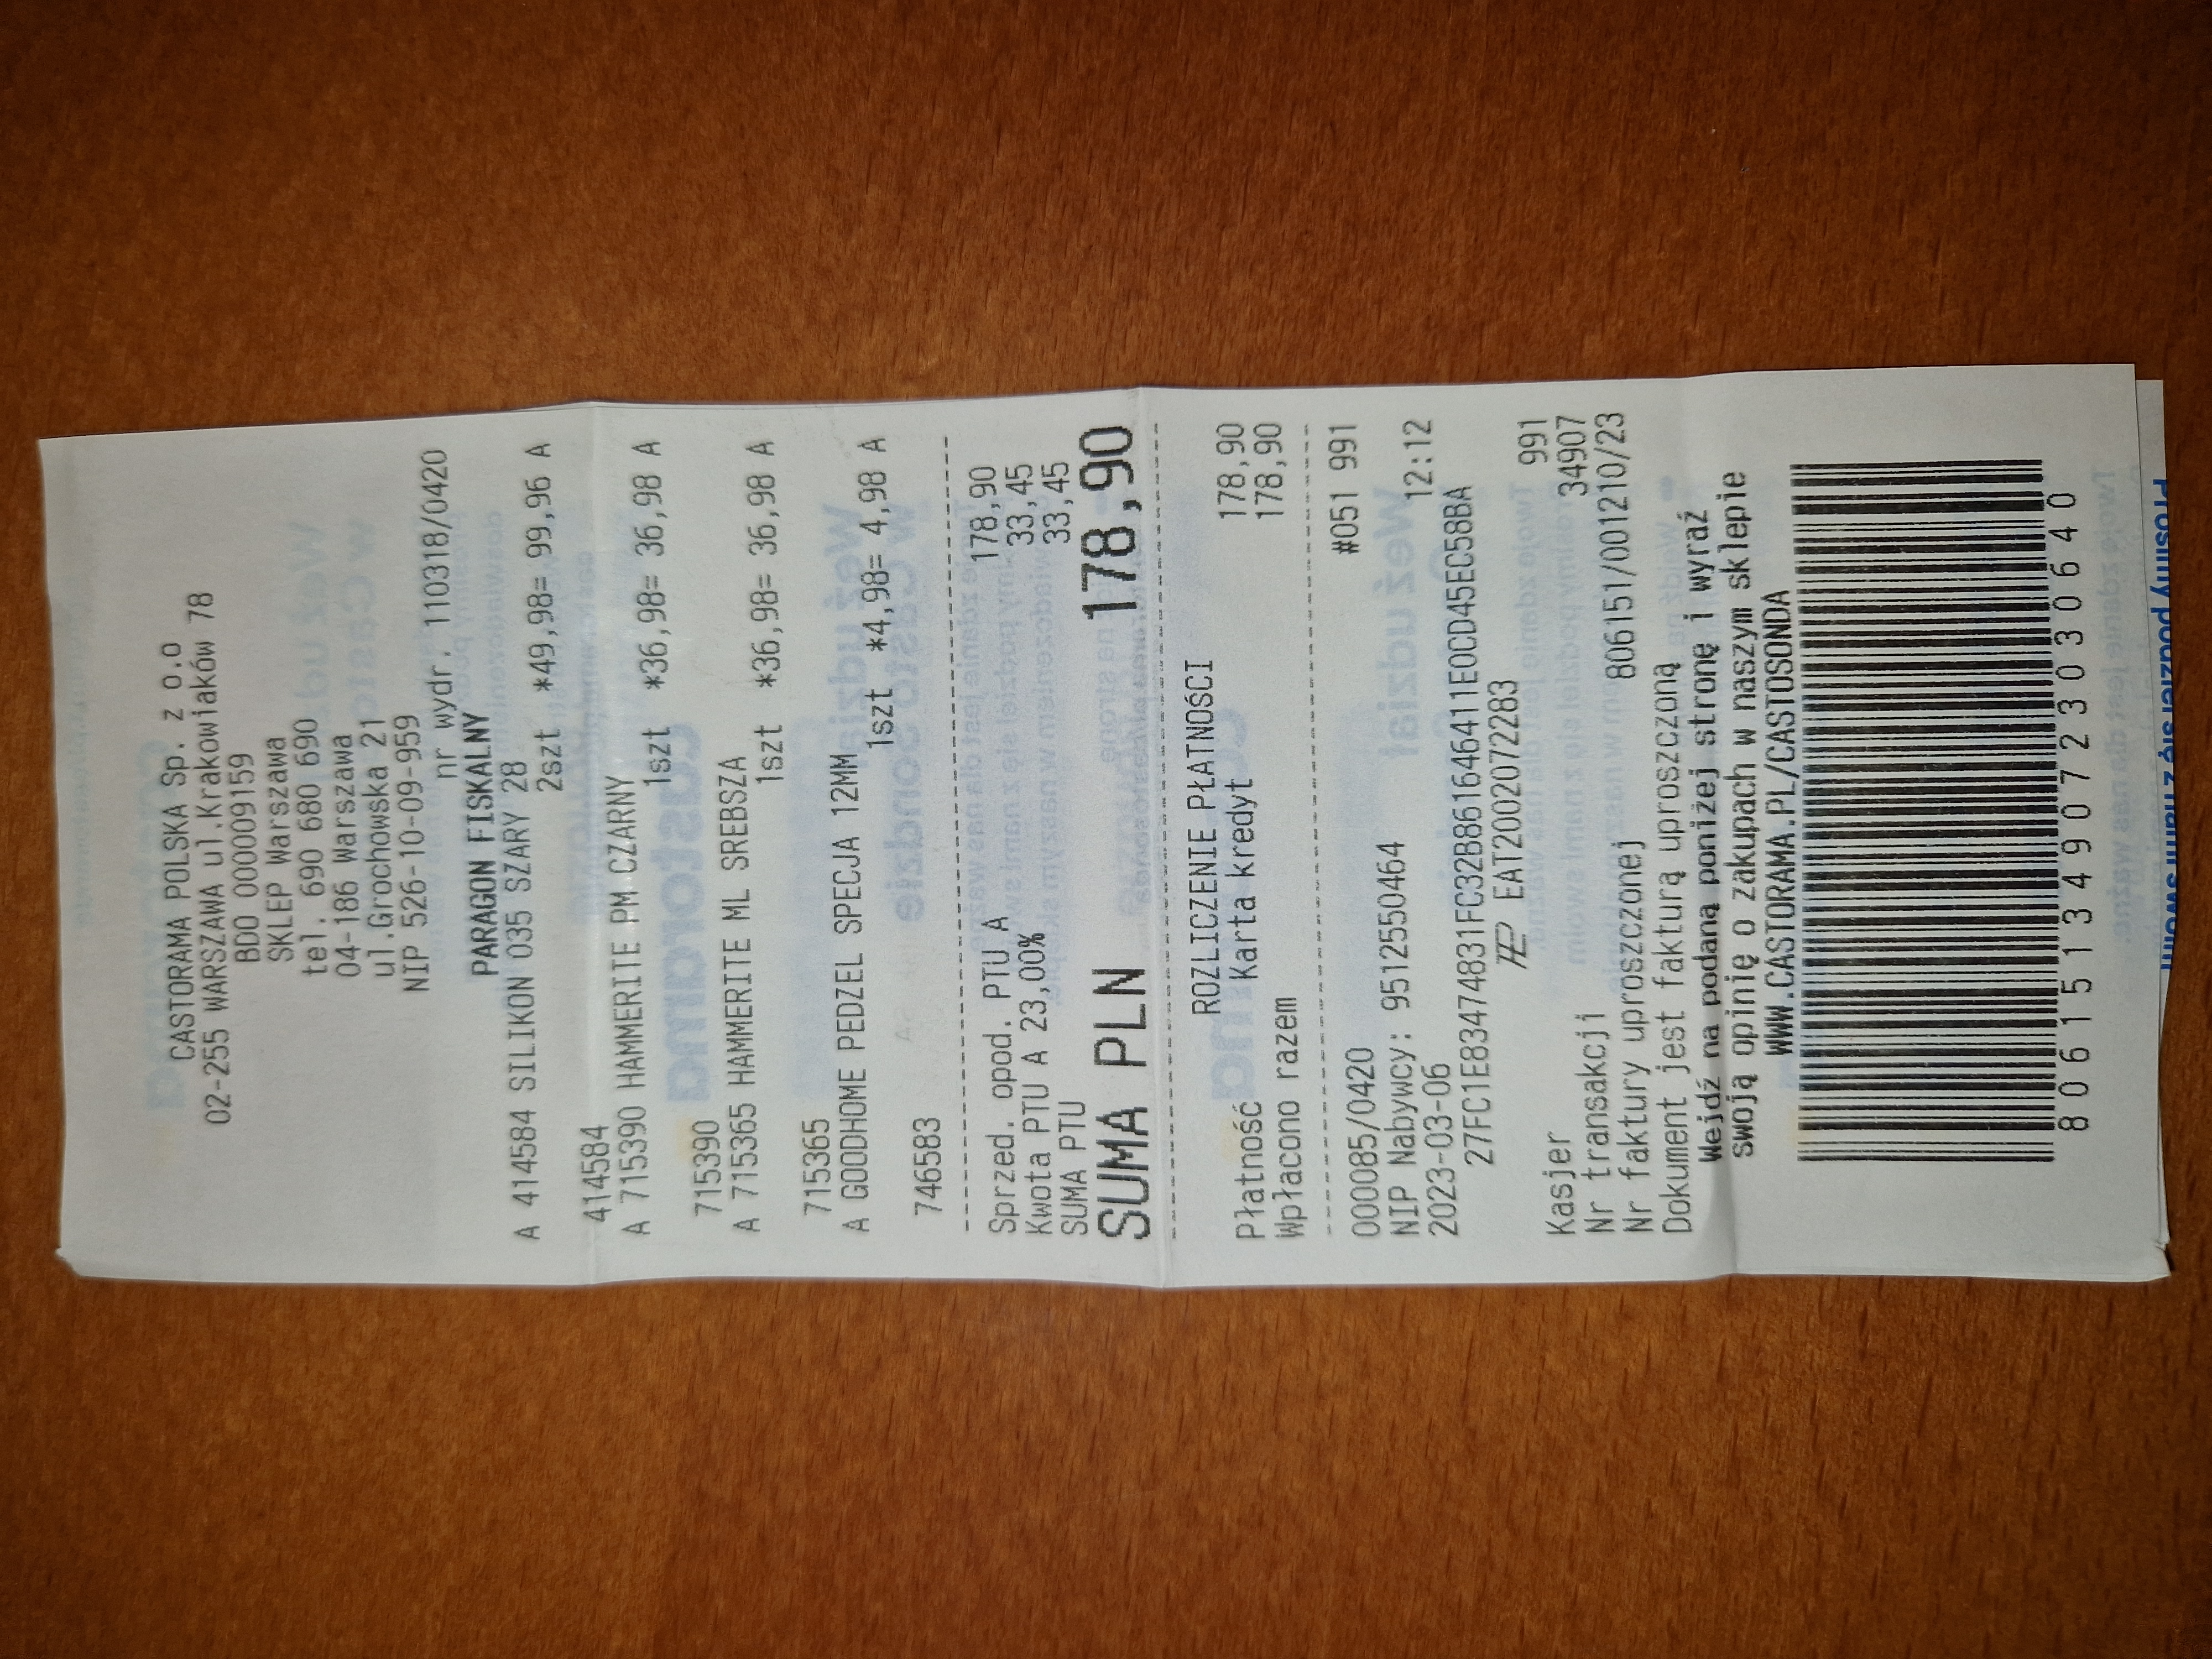 CASTORAMA POLSKA Sp. z o.o
02-255 WARSZAWA ul.Krakowiaków 78
BDO 000009159
SKLEP Warszawa
tel. 690 680 690
04-186 Warszawa
ul.Grochowska 21
NIP 526-10-09-959
nr wydr. 110318/0420
PARAGON FISKALNY
A 414584 SILIKON 035 SZARY 28
2szt *49,98= 99,96 A
414584
A 715390 HAMMERITE PM CZARNY
1szt *36,98= 36,98 A
715390
A 715365 HAMMERITE ML SREBSZA
1szt *36,98= 36,98 A
715365
A GOODHOME PEDZEL SPECJA 12MM
1szt *4,98= 4,98 A
746583
Sprzed. opod. PTU A 178,90
Kwota PTU A 23,00% 33,45
SUMA PTU 33,45
SUMA PLN 178,90
ROZLICZENIE PŁATNOŚCI
Płatność Karta kredyt 178,90
Wpłacono razem 178,90
000085/0420 #051 991
NIP Nabywcy: 9512550464
2023-03-06 12:12
27FC1E83474831FC32B861646411E0CD45EC58BA
EAT2002072283
Kasjer 991
Nr transakcji 34907
Nr faktury uproszczonej 806151/001210/23
Dokument jest fakturą uproszczoną
Wejdź na podaną poniżej stronę i wyraź
swoją opinię o zakupach w naszym sklepie
WWW.CASTORAMA.PL/CASTOSONDA
8061513490723030640